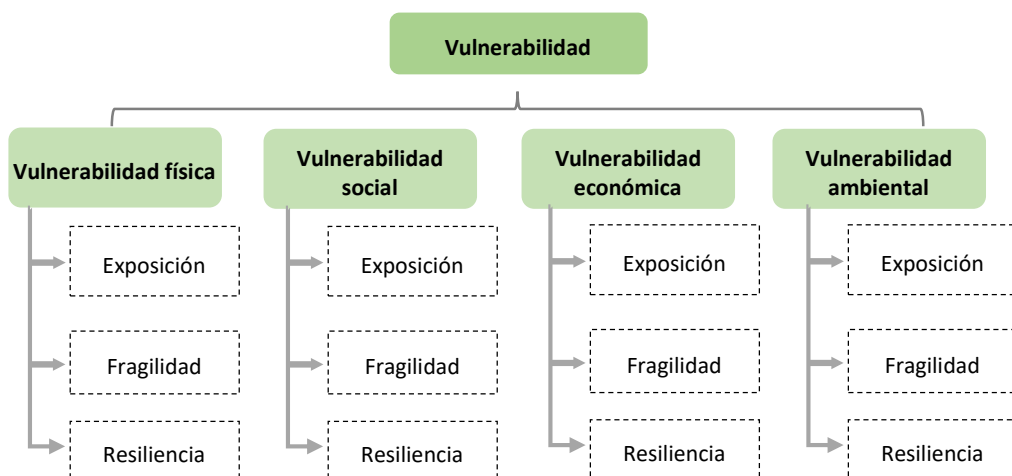 Vulnerabilidad
Vulnerabilidad física
Vulnerabilidad
social
Vulnerabilidad
económica
Vulnerabilidad
ambiental
Exposición
Exposición
Exposición
Exposición
Fragilidad
Fragilidad
Fragilidad
Fragilidad
Resiliencia
Resiliencia
Resiliencia
Resiliencia